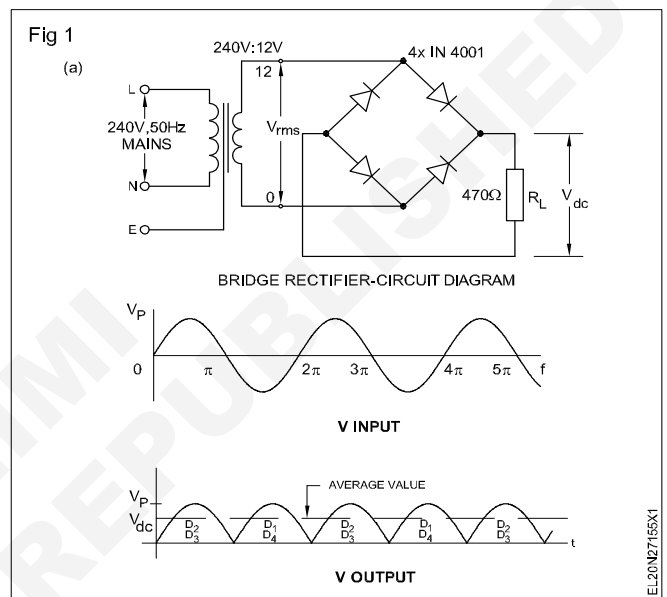 Fig 1
(a)
240V:12V
12
4x IN 4001
L
240V,50Hz
MAINS
Vrms
N
0
E
470Ω
RL
Vdc
BRIDGE RECTIFIER-CIRCUIT DIAGRAM
VP
0 π 2π 3π 4π 5π f
V INPUT
AVERAGE VALUE
VP
Vdc
D2 D1 D2 D1 D2
D3 D4 D3 D4 D3
t
V OUTPUT
EL20N27155X1
NIMI
REPUBLISHED